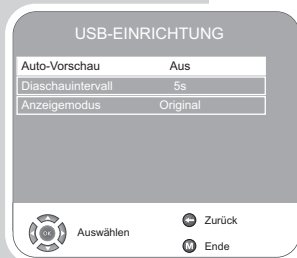 USB-EINRICHTUNG
Auto-Vorschau Aus
Diaschauintervall 5s
Anzeigemodus Original
OK Auswählen
Zurück
M Ende